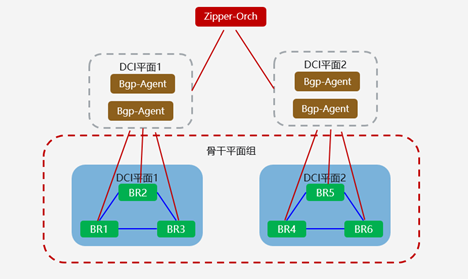 Zipper-Orch
DCI平面1
Bgp-Agent
Bgp-Agent
DCI平面2
Bgp-Agent
Bgp-Agent
骨干平面组
DCI平面1
BR2
BR1
BR3
DCI平面2
BR5
BR4
BR6